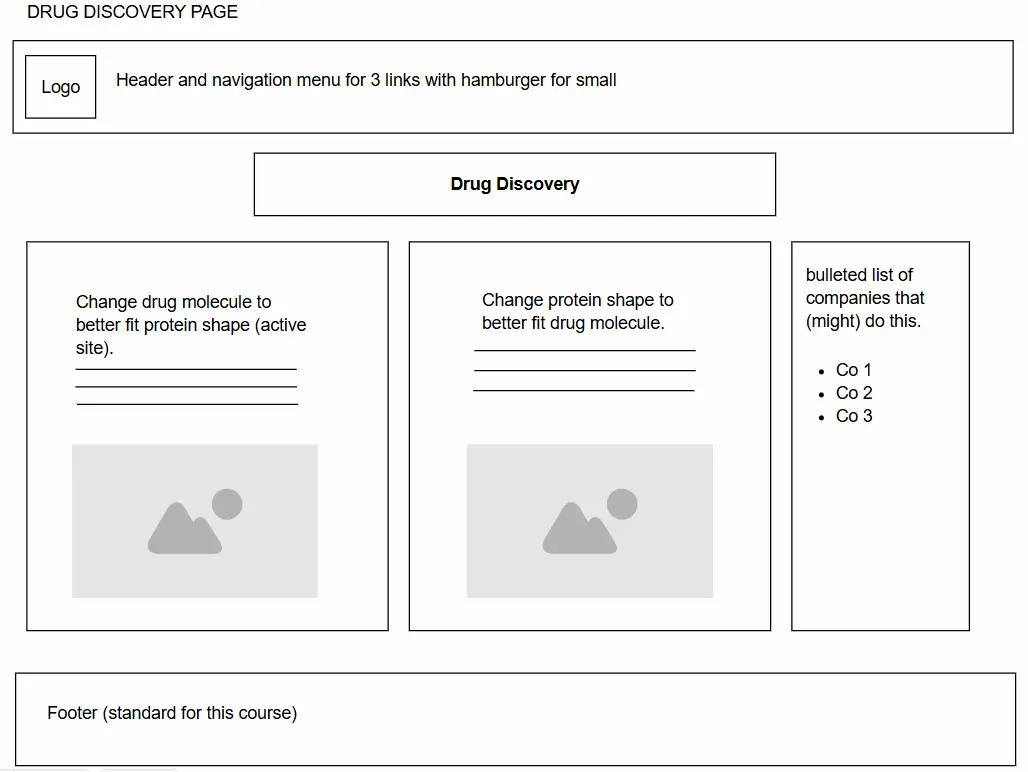 DRUG DISCOVERY PAGE
Logo
Header and navigation menu for 3 links with hamburger for small
Drug Discovery
Change drug molecule to
better fit protein shape (active
site).
Change protein shape to
better fit drug molecule.
bulleted list of
companies that
(might) do this.
• Co 1
• Co 2
• Co 3
Footer (standard for this course)